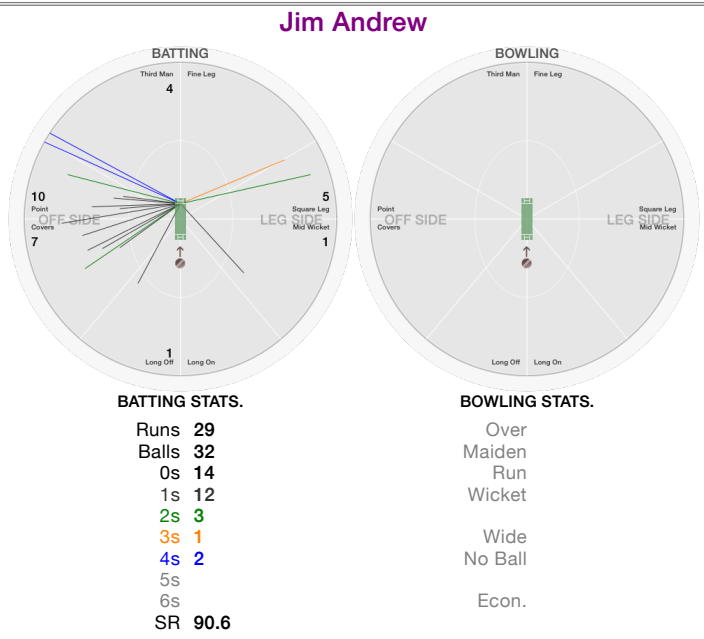 Jim Andrew
BATTING
BOWLING
Third Man Fine Leg
4
Third Man Fine Leg
10
5
Point
Square Leg
OFF SIDE
LEG SIDE
Covers
Mid Wicket
7
1
Point
Square Leg
OFF SIDE
LEG SIDE
Covers
Mid Wicket
1
Long Off Long On
Long Off Long On
BATTING STATS.
Runs 29
Balls 32
0s 14
1s 12
2s 3
3s 1
4s 2
5s
6s
SR 90.6
BOWLING STATS.
Over
Maiden
Run
Wicket
Wide
No Ball
Econ.